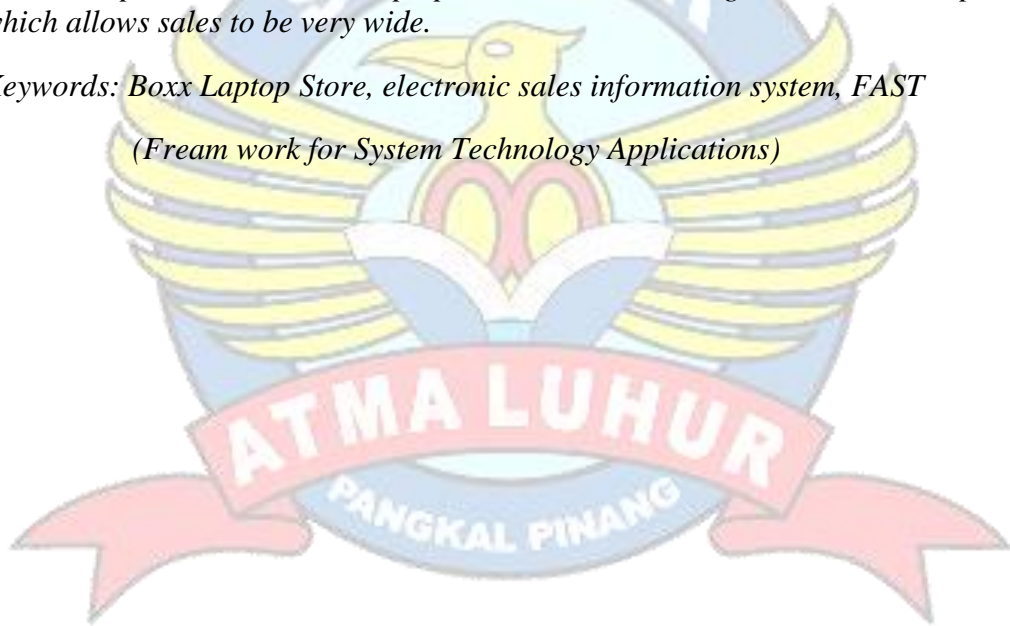 which allows sales to be very wide.
Keywords: Boxx Laptop Store, electronic sales information system, FAST
(Fream work for System Technology Applications)
ATMA LUHUR
PANGKAL PINANG